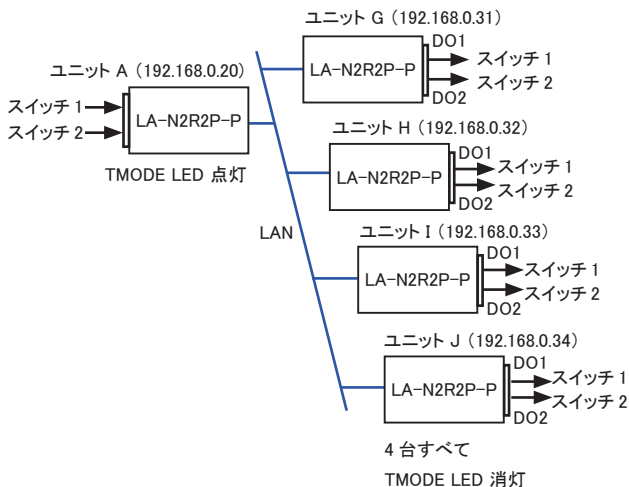 ユニット G (192.168.0.31)
DO1
スイッチ 1
LA-N2R2P-P
スイッチ 2
DO2
ユニット A (192.168.0.20)
スイッチ 1
スイッチ 2
LA-N2R2P-P
TMODE LED 点灯
ユニット H (192.168.0.32)
DO1
スイッチ 1
LA-N2R2P-P
スイッチ 2
DO2
LAN
ユニット I (192.168.0.33)
DO1
スイッチ 1
LA-N2R2P-P
スイッチ 2
DO2
ユニット J (192.168.0.34)
DO1
スイッチ 1
LA-N2R2P-P
スイッチ 2
DO2
4 台すべて
TMODE LED 消灯